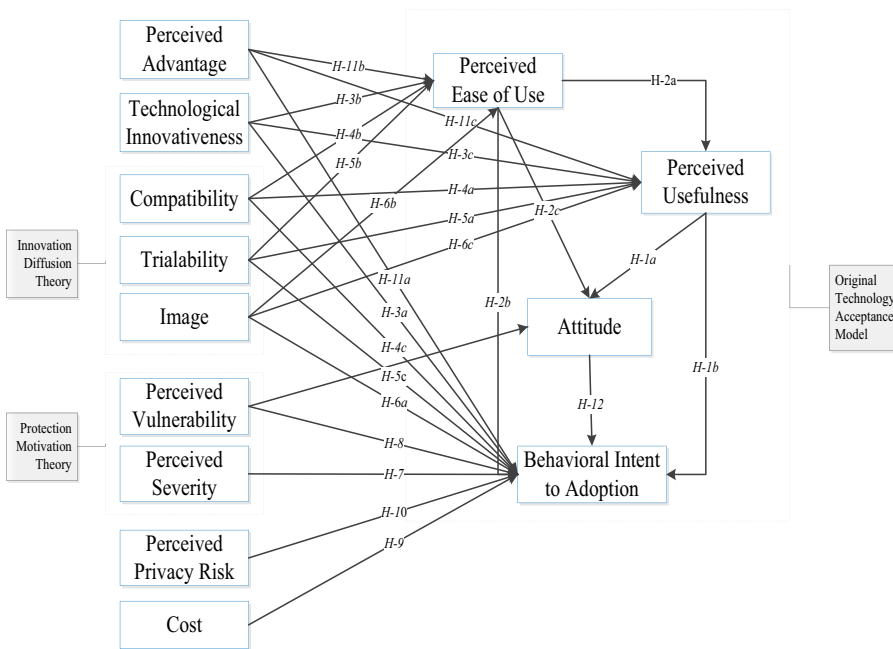 Perceived
Advantage
Technological
Innovativeness
Compatibility
Trialability
Image
Perceived
Vulnerability
Perceived
Severity
Perceived
Privacy Risk
Cost
Innovation
Diffusion
Theory
Protection
Motivation
Theory
Perceived
Ease of Use
Perceived
Usefulness
Attitude
Behavioral Intent
to Adoption
Original
Technology
Acceptance
Model
H-11b
H-3b
H-4b
H-5b
H-6b
H-11c
H-3c
H-4a
H-5a
H-6c
H-2a
H-2c
H-1a
H-2b
H-1b
H-12
H-11a
H-3a
H-4c
H-5c
H-6a
H-8
H-7
H-10
H-9